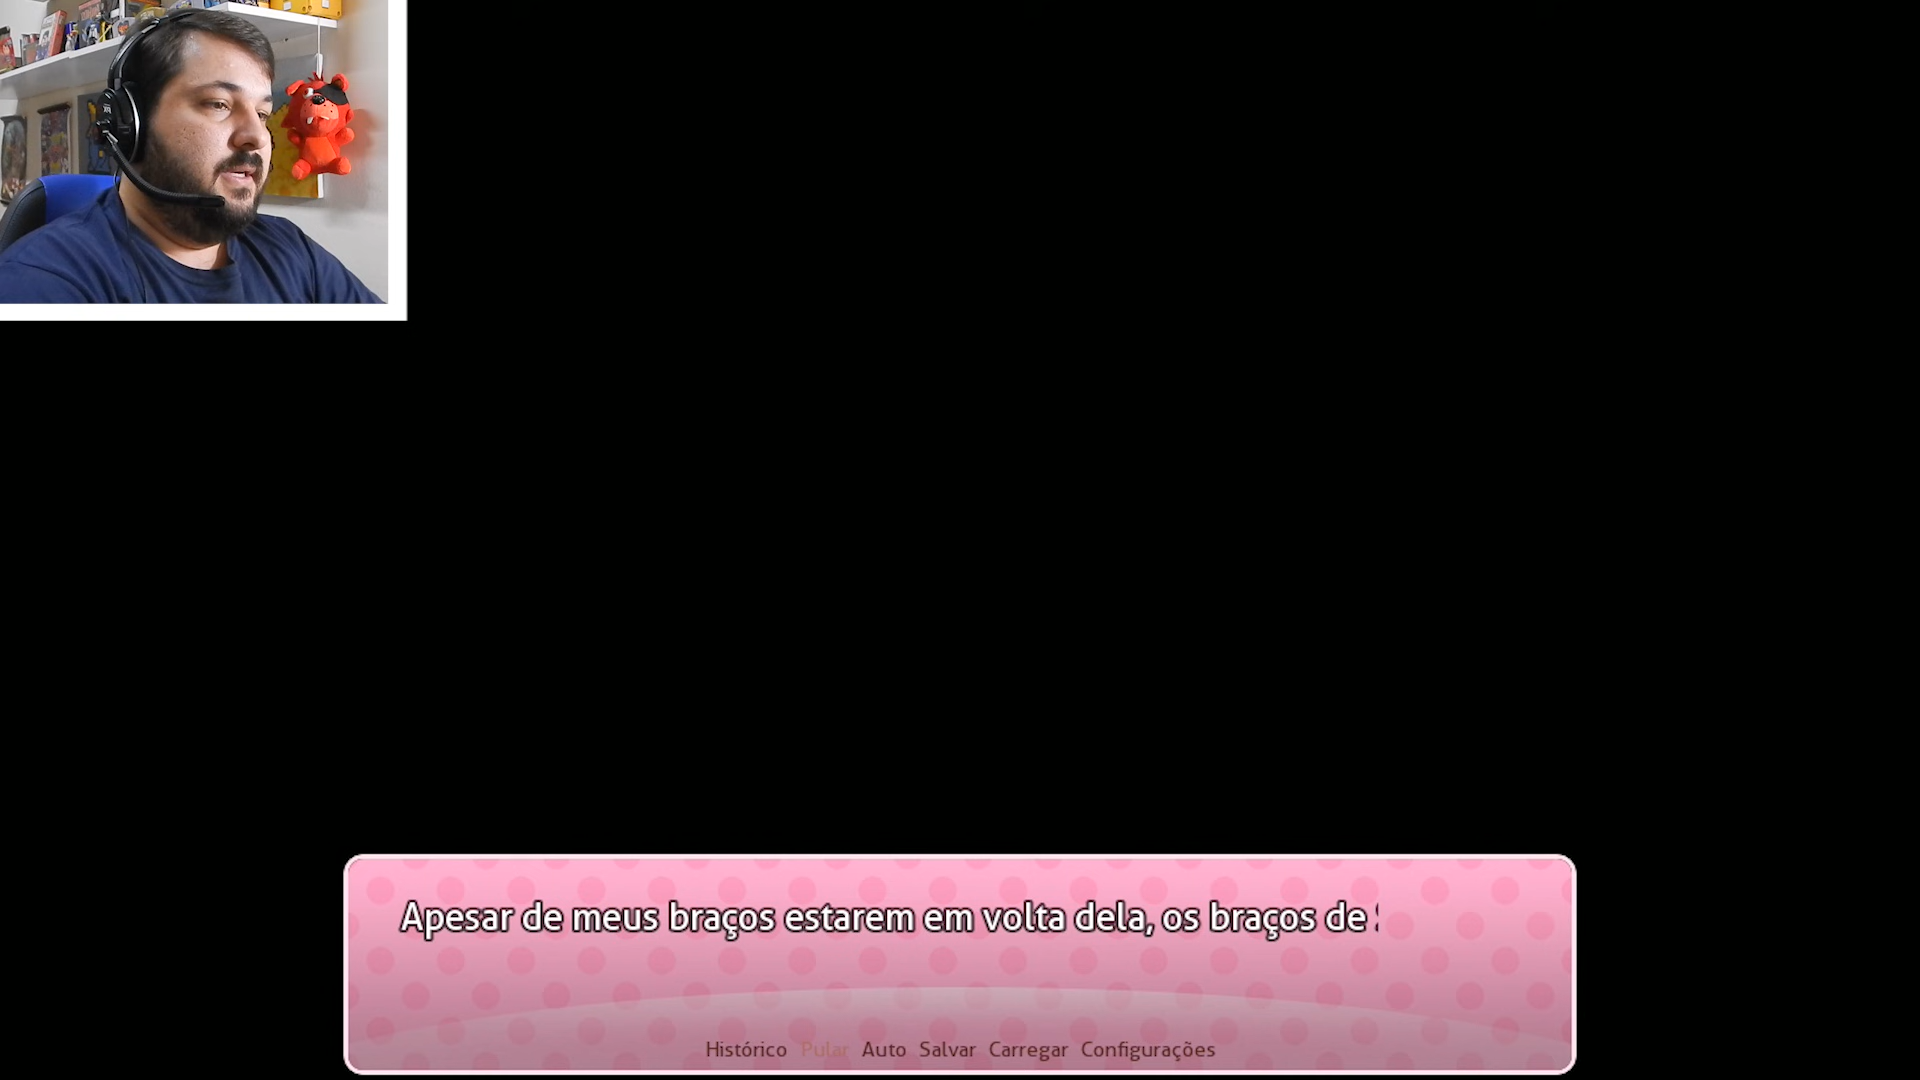 Apesar de meus braços estarem em volta dela, os braços de
Histórico Pular Auto Salvar Carregar Configurações